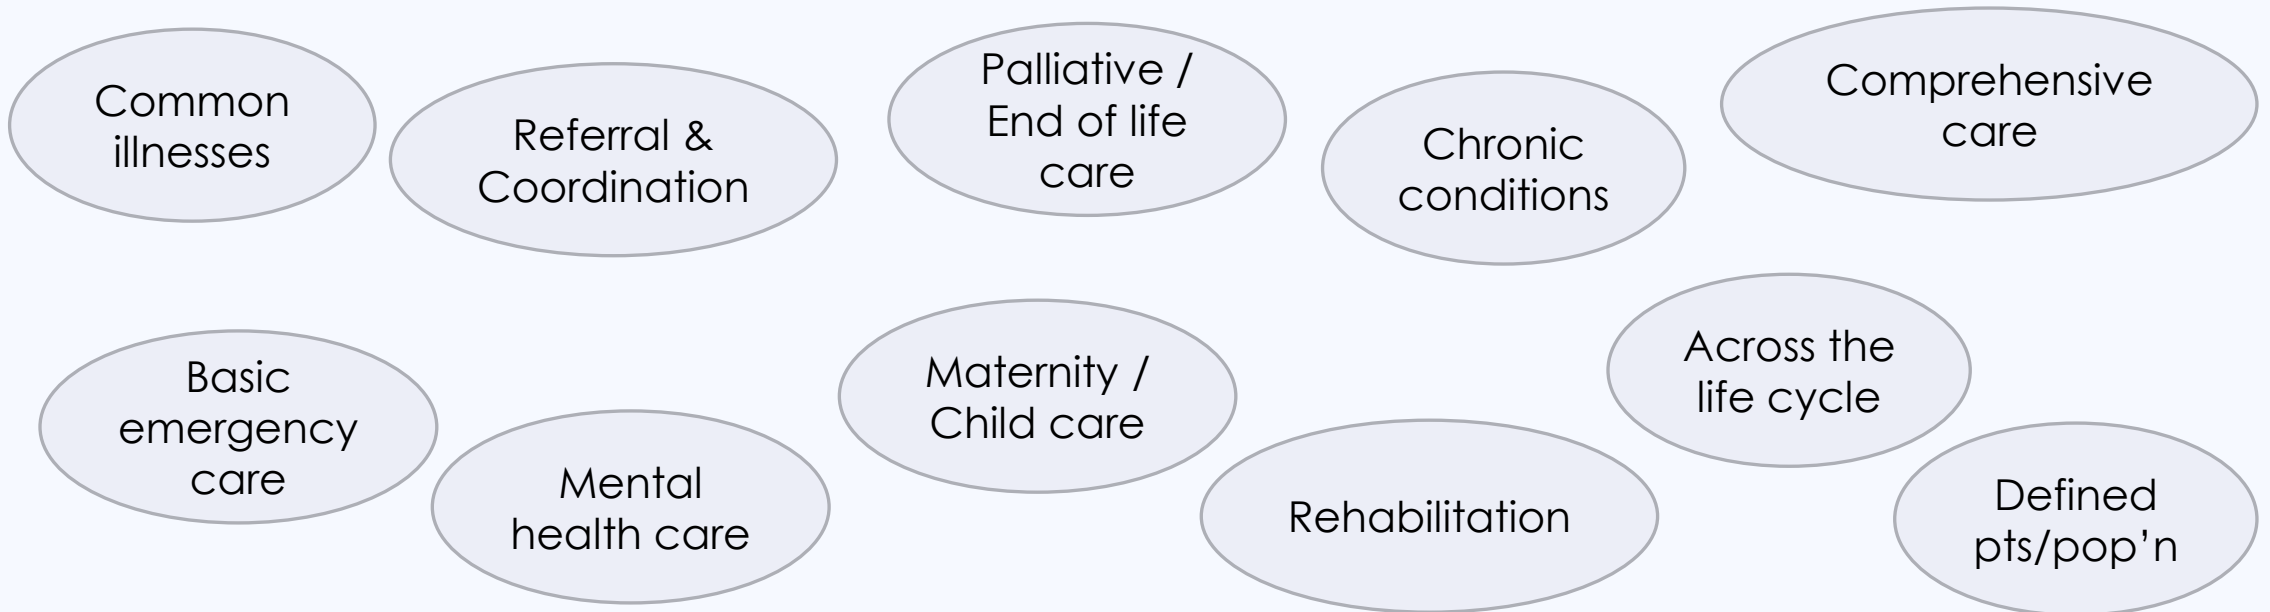 Common
illnesses
Referral &
Coordination
Palliative /
End of life
care
Chronic
conditions
Comprehensive
care
Basic
emergency
care
Mental
health care
Maternity /
Child care
Rehabilitation
Across the
life cycle
Defined
pts/pop’n